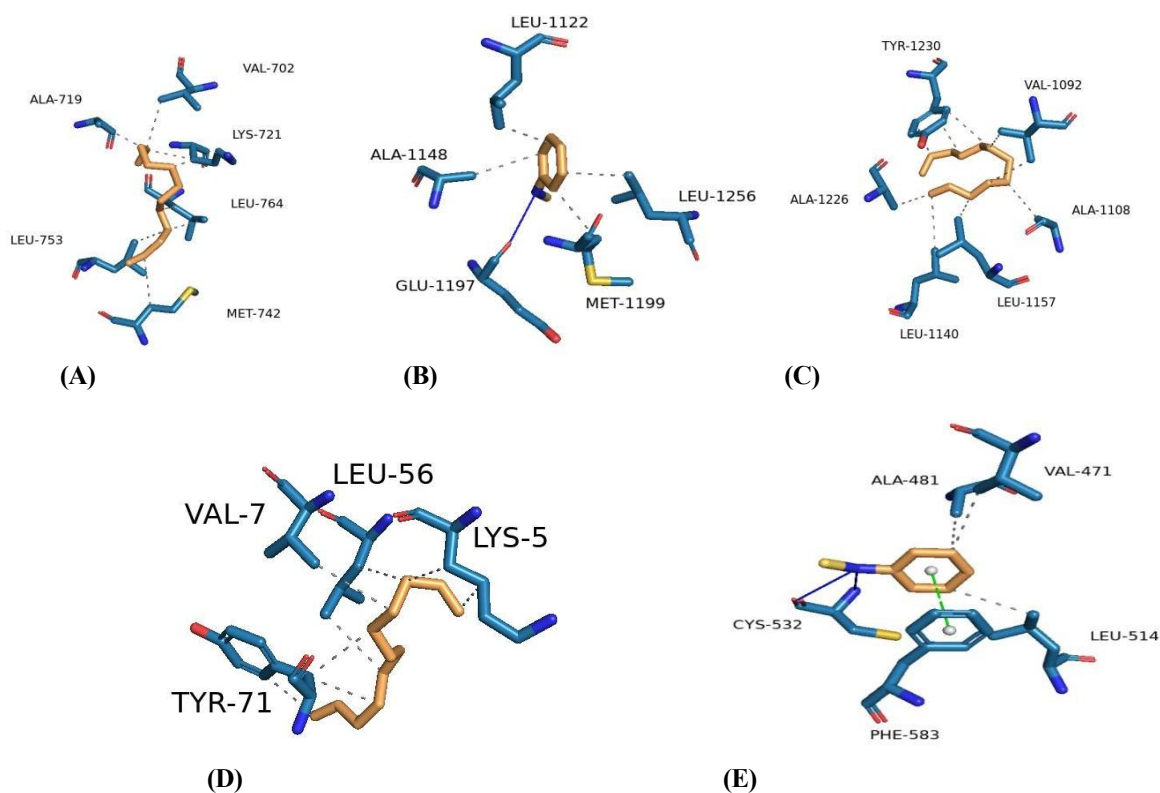 VAL-702
ALA-719
LYS-721
LEU-764
LEU-753
MET-742
(A)
LEU-1122
ALA-1148
LEU-1256
GLU-1197
MET-1199
(B)
TYR-1230
VAL-1092
ALA-1226
ALA-1108
LEU-1157
LEU-1140
(C)
LEU-56
VAL-7
LYS-5
TYR-71
(D)
VAL-471
ALA-481
CYS-532
LEU-514
PHE-583
(E)